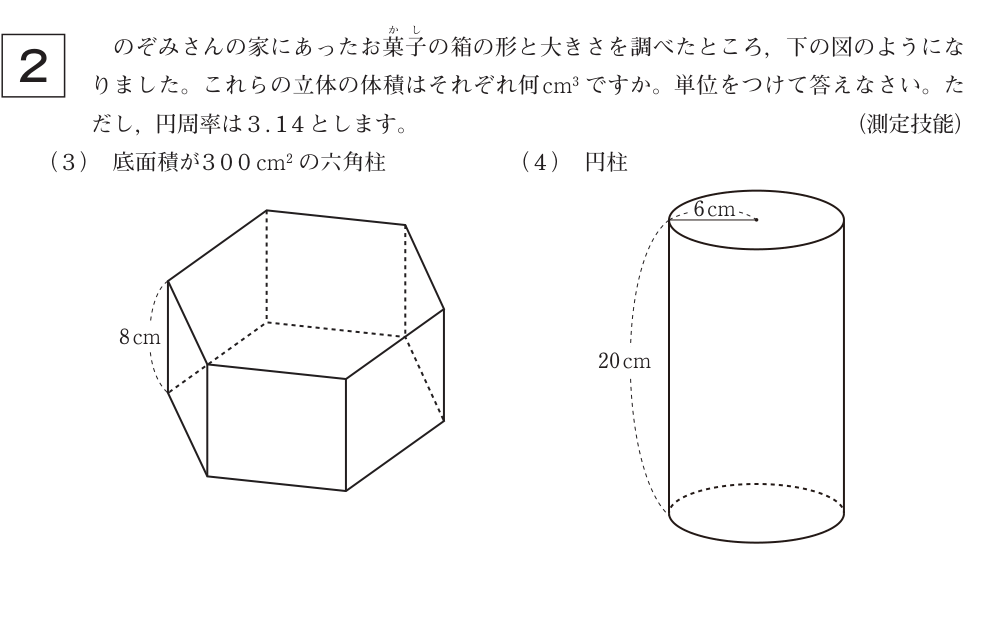 2
かし
のぞみさんの家にあったお菓子の箱の形と大きさを調べたところ，下の図のようにな
りました。これらの立体の体積はそれぞれ何cm³ですか。単位をつけて答えなさい。た
だし，円周率は3.14とします。 （測定技能）
（3） 底面積が300cm²の六角柱 （4） 円柱
6cm
8cm
20cm